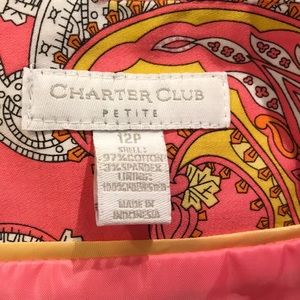 CHARTER CLUB
PETITE
12P
SHELL:
97% COTTON
3% SPANDEX
LINING:
100% POLYESTER
MADE IN
INDONESIA